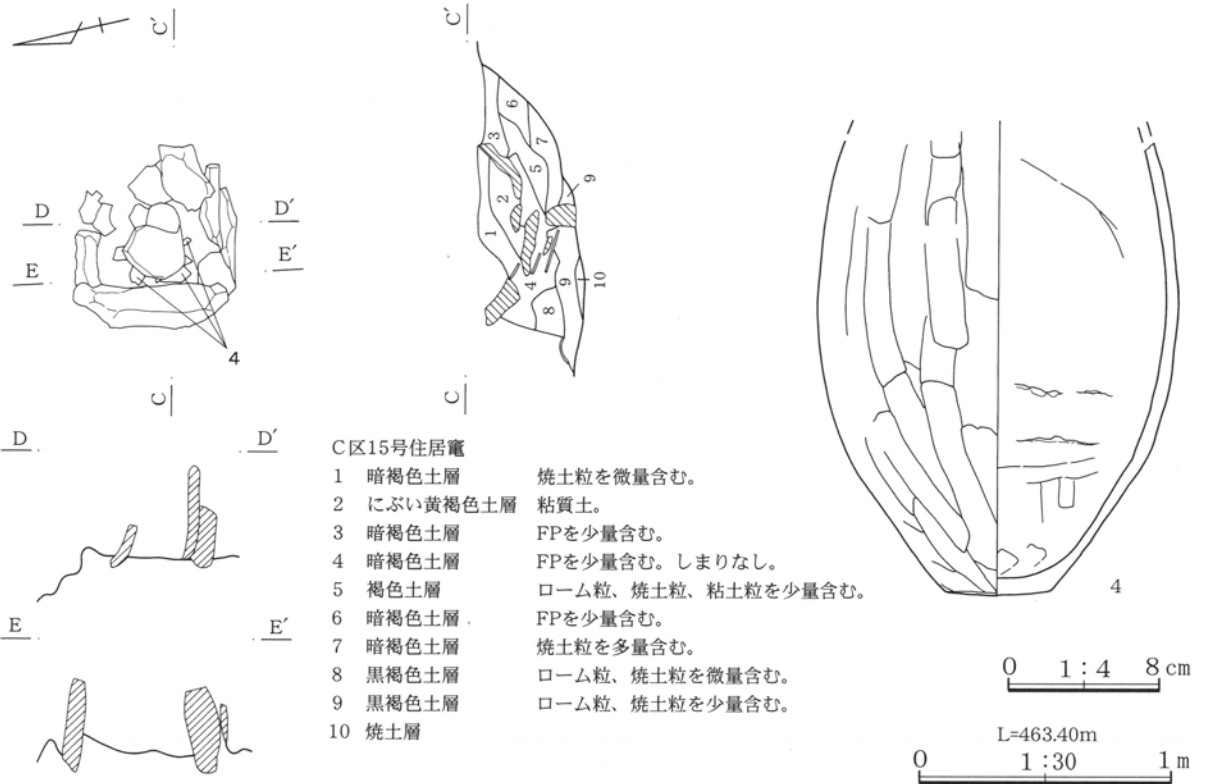 C′
C′
D
D′
E
E′
4
C
C
1
2
3
4
5
6
7
8
9
9
10
D
D′
E
E′
C区15号住居竈
1 暗褐色土層 焼土粒を微量含む。
2 にぶい黄褐色土層 粘質土。
3 暗褐色土層 FPを少量含む。
4 暗褐色土層 FPを少量含む。しまりなし。
5 褐色土層 ローム粒、焼土粒、粘土粒を少量含む。
6 暗褐色土層 FPを少量含む。
7 暗褐色土層 焼土粒を多量含む。
8 黒褐色土層 ローム粒、焼土粒を微量含む。
9 黒褐色土層 ローム粒、焼土粒を少量含む。
10 焼土層
4
0 1:4 8cm
L=463.40m
0 1:30 1m